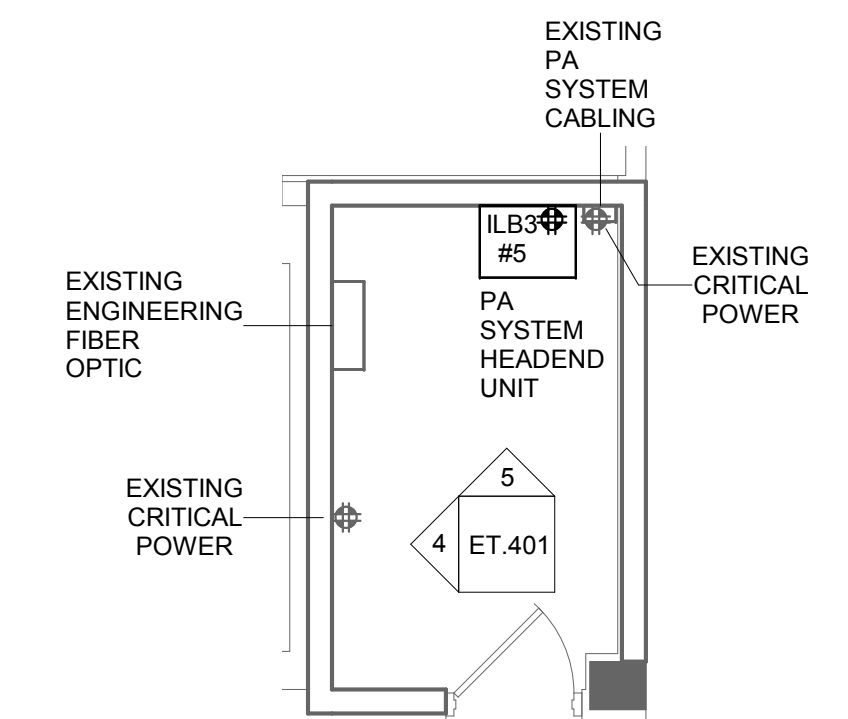 EXISTING
PA
SYSTEM
CABLING
ILB3
#5
EXISTING
CRITICAL
POWER
EXISTING
ENGINEERING
FIBER
OPTIC
PA
SYSTEM
HEADEND
UNIT
EXISTING
CRITICAL
POWER
5
4
ET.401